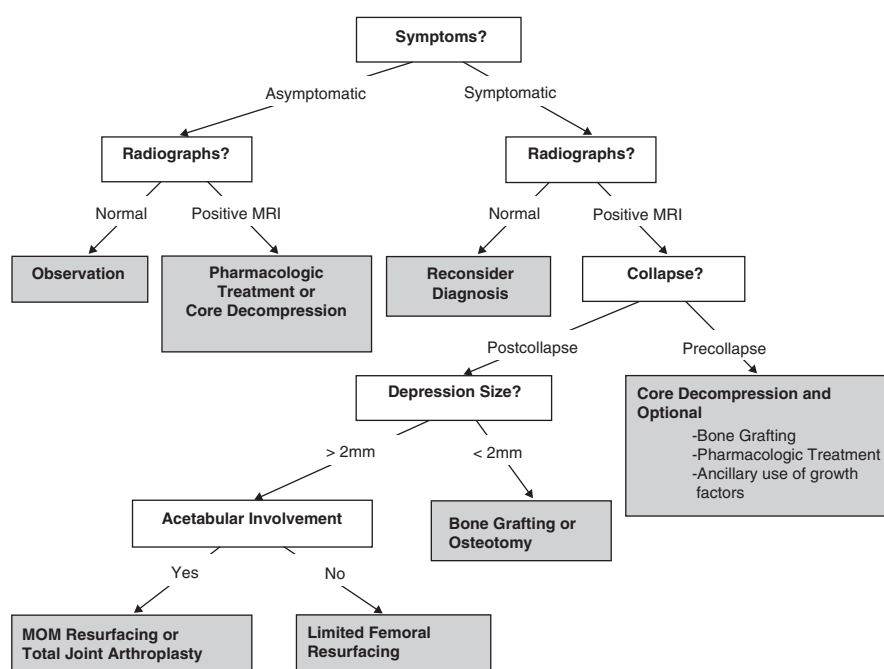 Symptoms?
Asymptomatic
Symptomatic
Radiographs?
Radiographs?
Normal
Positive MRI
Normal
Positive MRI
Observation
Pharmacologic
Treatment or
Core Decompression
Reconsider
Diagnosis
Collapse?
Postcollapse
Precollapse
Depression Size?
Core Decompression and
Optional
-Bone Grafting
-Pharmacologic Treatment
-Ancillary use of growth
factors
> 2mm
< 2mm
Acetabular Involvement
Bone Grafting or
Osteotomy
Yes
No
MOM Resurfacing or
Total Joint Arthroplasty
Limited Femoral
Resurfacing